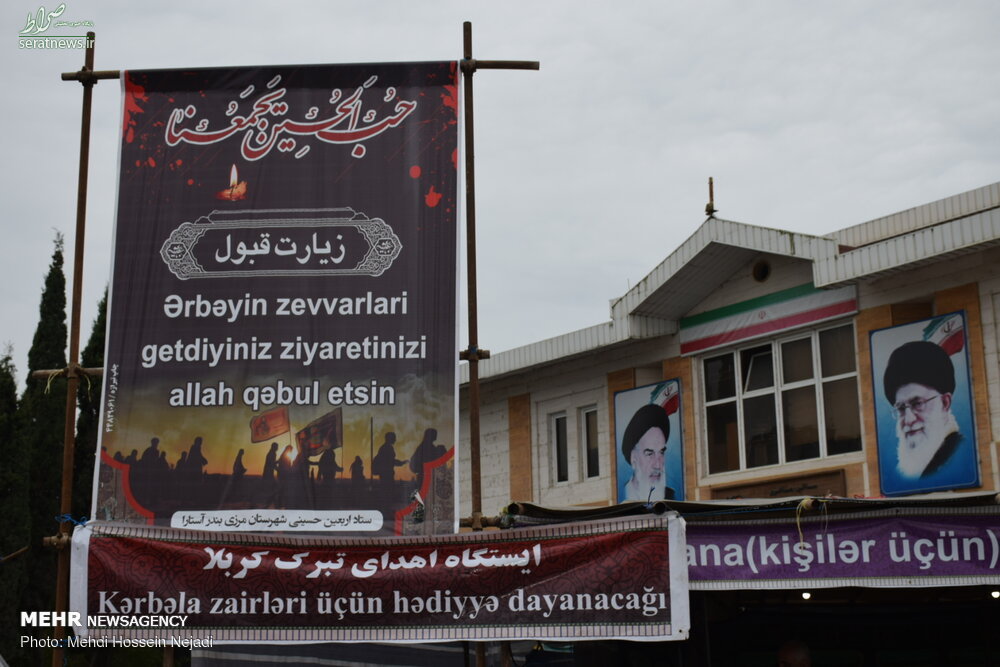 صراط
seratnews.ir
حب الحسین یجمعنا
زیارت قبول
Ərbəyin zevvarlari
getdiyiniz ziyaretinizi
allah qəbul etsin
ستاد اربعین حسینی شهرستان مرزی بندر آستارا
ایستگاه اهدای تبرک کربلا
Kərbəla zairləri üçün hədiyyə dayanacağı
ana(kişilər üçün)
MEHR NEWSAGENCY
Photo: Mehdi Hossein Nejadi